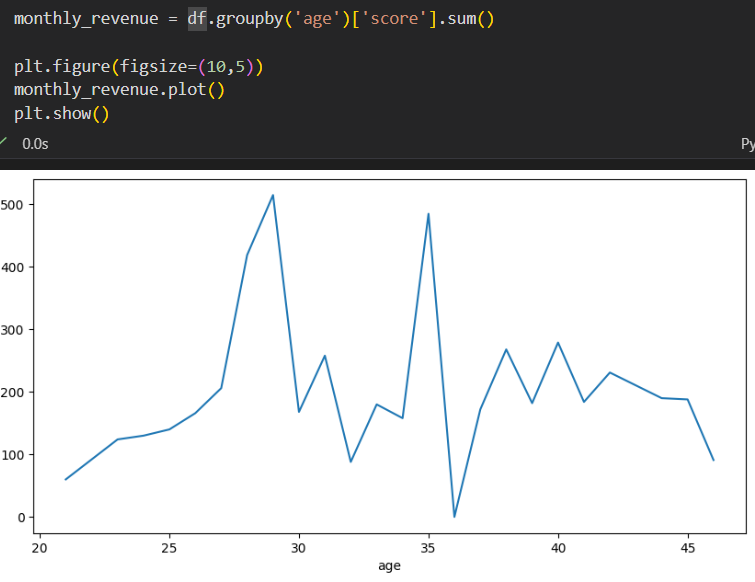 monthly_revenue = df.groupby('age')['score'].sum()
plt.figure(figsize=(10,5))
monthly_revenue.plot()
plt.show()
0.0s
Py
500
400
300
200
100
0
20 25 30 35 40 45
age